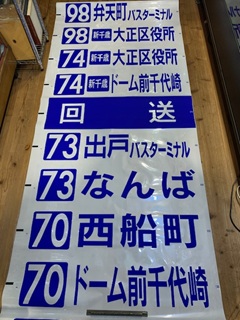 98 弁天町バスターミナル
98 新千歳 大正区役所
74 新千歳 大正区役所
74 新千歳 ドーム前千代崎
回送
73 出戸バスターミナル
73 なんば
70 西船町
70 ドーム前千代崎